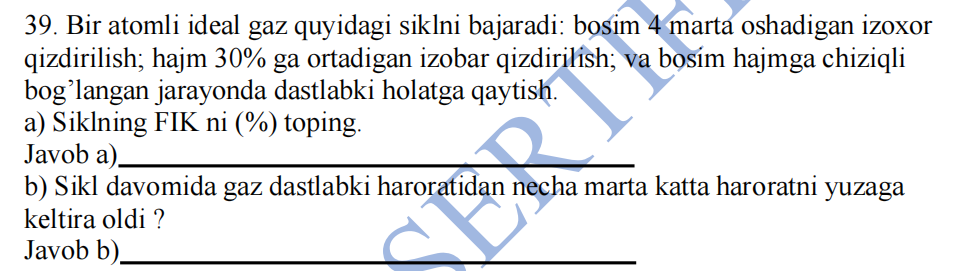 39. Bir atomli ideal gaz quyidagi siklni bajaradi: bosim 4 marta oshadigan izoxor
qizdirilish; hajm 30% ga ortadigan izobar qizdirilish; va bosim hajmga chiziqli
bog’langan jarayonda dastlabki holatga qaytish.
a) Siklning FIK ni (%) toping.
Javob a)
b) Sikl davomida gaz dastlabki haroratidan necha marta katta haroratni yuzaga
keltira oldi ?
Javob b)
SERTIF